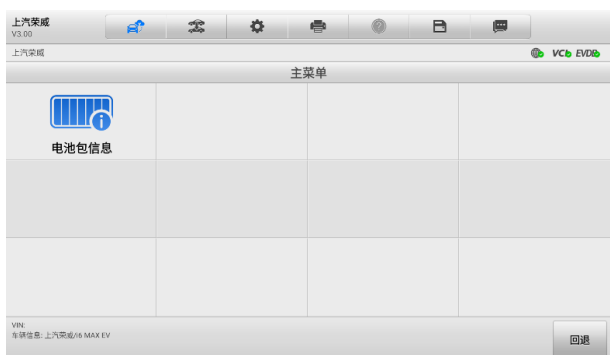 上汽荣威
V3.00
上汽荣威
VCI EVDB
主菜单
电池包信息
VIN:
车辆信息: 上汽荣威/i6 MAX EV
回退